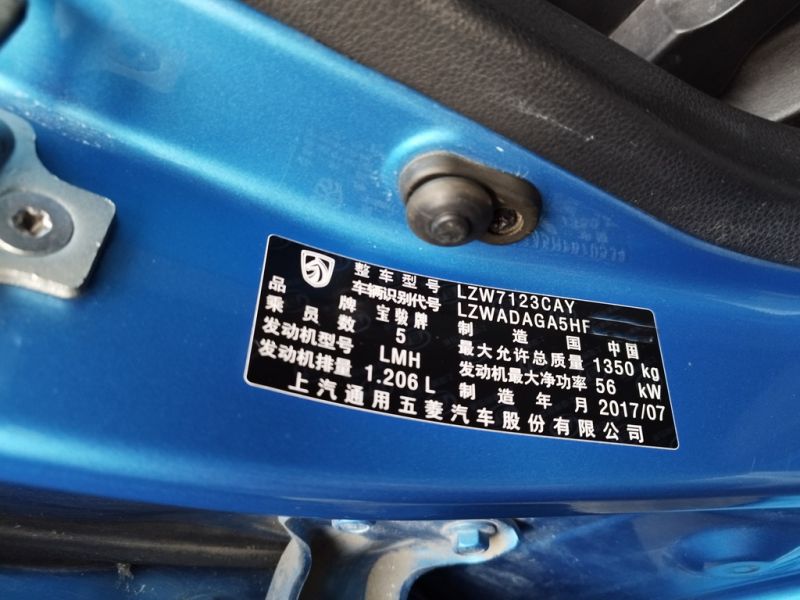 整车型号 LZW7123CAY
车辆识别代号 LZWADAGA5HF
品牌 宝骏牌 制造国 中国
乘员数 5 最大允许总质量 1350 kg
发动机型号 LMH 发动机最大净功率 56 kW
发动机排量 1.206 L 制造年月 2017/07
上汽通用五菱汽车股份有限公司